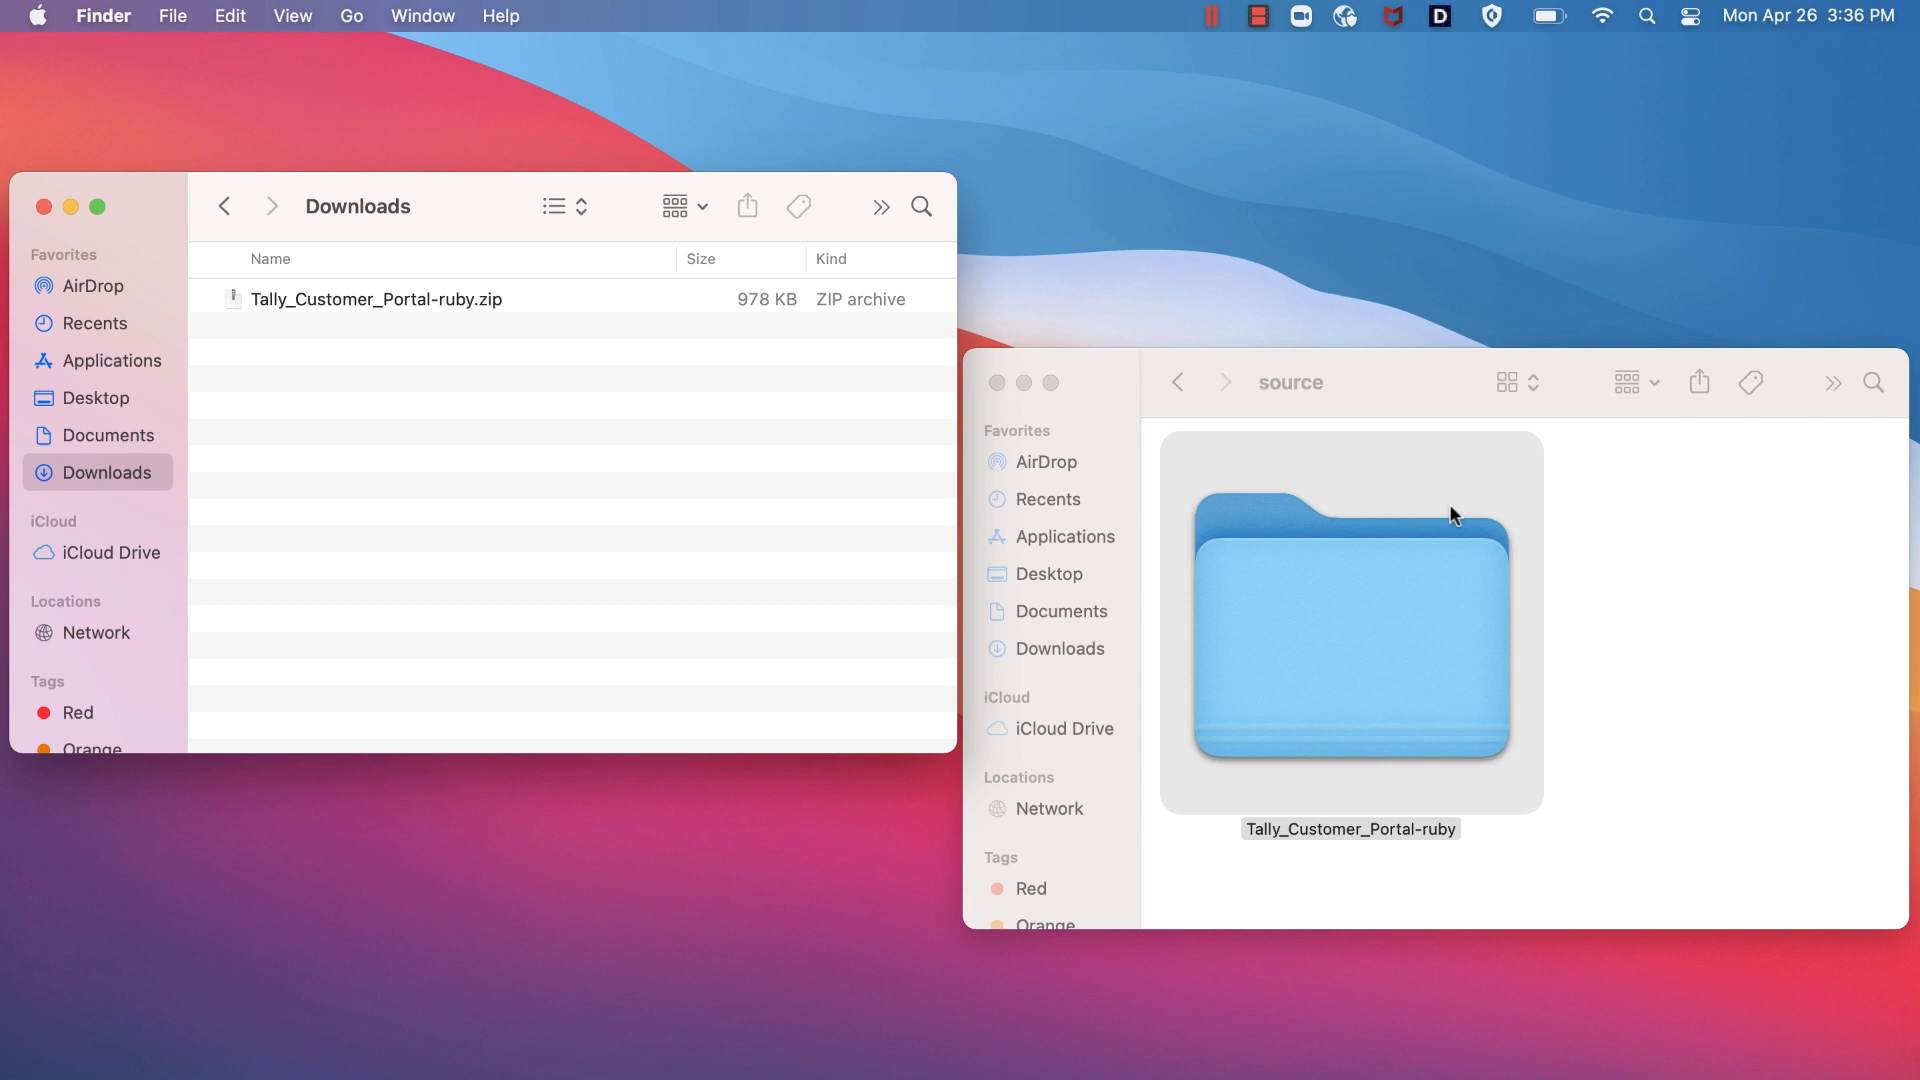 Finder File Edit View Go Window Help
D
Mon Apr 26 3:36 PM
Downloads
Favorites
AirDrop
Recents
Applications
Desktop
Documents
Downloads
iCloud
iCloud Drive
Locations
Network
Tags
Red
Orange
Name Size Kind
Tally_Customer_Portal-ruby.zip 978 KB ZIP archive
source
Favorites
AirDrop
Recents
Applications
Desktop
Documents
Downloads
iCloud
iCloud Drive
Locations
Network
Tags
Red
Orange
Tally_Customer_Portal-ruby